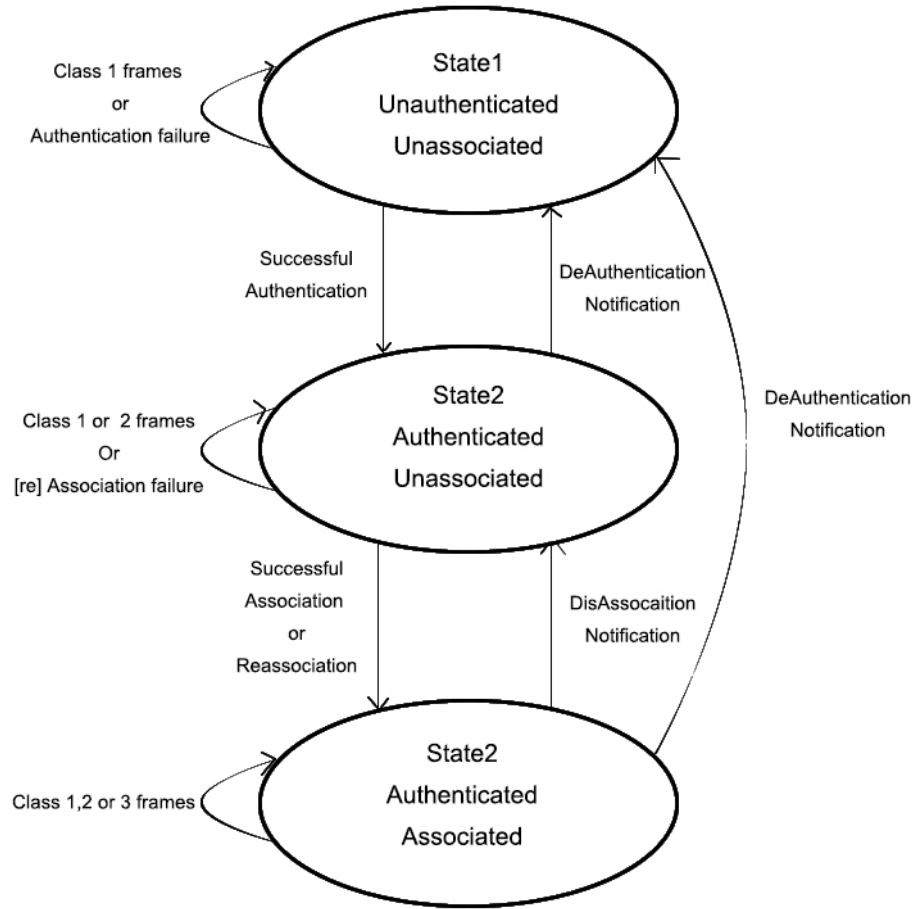 State1
Unauthenticated
Unassociated
Class 1 frames
or
Authentication failure
Successful
Authentication
DeAuthentication
Notification
State2
Authenticated
Unassociated
Class 1 or 2 frames
Or
[re] Association failure
DeAuthentication
Notification
Successful
Association
or
Reassociation
DisAssocaition
Notification
State2
Authenticated
Associated
Class 1,2 or 3 frames